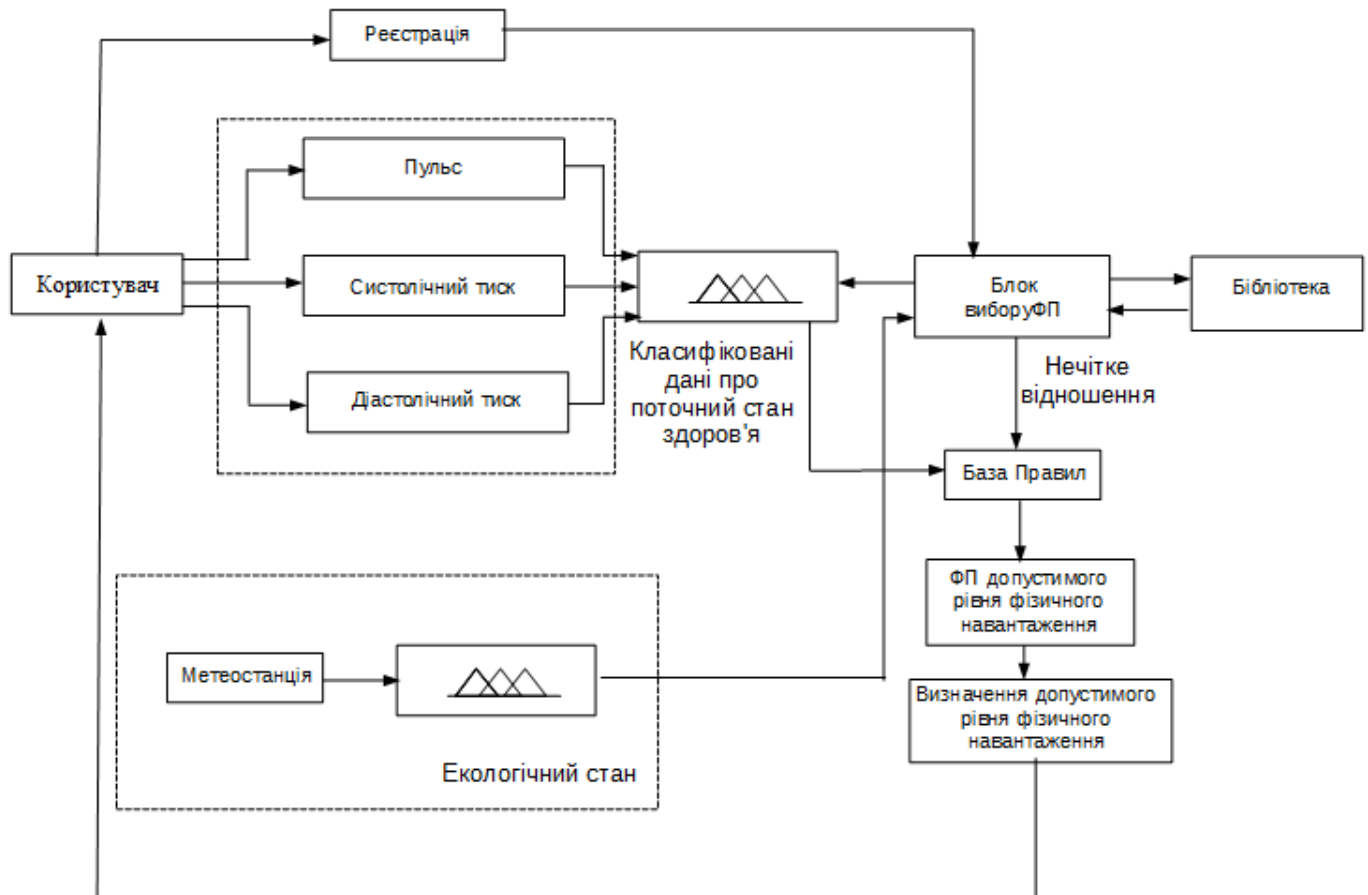 Реєстрація
Пульс
Користувач
Систолічний тиск
Діастолічний тиск
Класифіковані
дані про
поточний стан
здоров'я
Блок
виборуФП
Бібліотека
Нечітке
відношення
База Правил
ФП допустимого
рівня фізичного
навантаження
Визначення допустимого
рівня фізичного
навантаження
Метеостанція
Екологічний стан